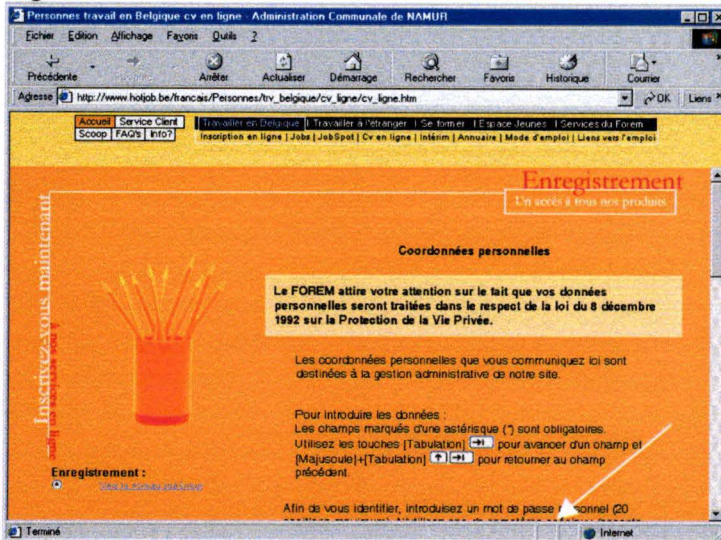 Personnes travail en Belgique cv en ligne - Administration Communale de NAMUR
Fichier Edition Affichage Favoris Outils ?
Précédente Arrêter Actualiser Démarrage Rechercher Favoris Historique Courrier
Adresse http://www.hotjob.be/francais/Personnes/trv_belgique/cv_ligne/cv_ligne.htm OK Liens »
Accueil Service Client Travailler en Belgique | Travailler à l'étranger | Se former | Espace Jeunes | Services du Forem
Scoop FAQ's Info? Inscription en ligne | Jobs | JobSpot | Cv en ligne | Intérim | Annuaire | Mode d'emploi | Liens vers l'emploi
Enregistrement
Un accès à tous nos produits
Inscrivez-vous maintenant
A nos service en ligne
Coordonnées personnelles
Le FOREM attire votre attention sur le fait que vos données
personnelles seront traitées dans le respect de la loi du 8 décembre
1992 sur la Protection de la Vie Privée.
Les coordonnées personnelles que vous communiquez ici sont
destinées à la gestion administrative de notre site.
Pour introduire les données :
Les champs marqués d'une astérisque (*) sont obligatoires.
Utilisez les touches [Tabulation] pour avancer d'un champ et
[Majuscule]+[Tabulation] pour retourner au champ
précédent.
Enregistrement :
Afin de vous identifier, introduisez un mot de passe personnel (20
Terminé Internet